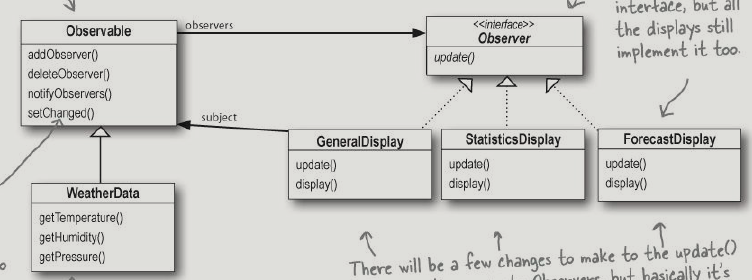 interface, but all
the displays still
implement it too.
Observable
addObserver()
deleteObserver()
notifyObservers()
setChanged()
observers
<<interface>>
Observer
update()
subject
GeneralDisplay
update()
display()
StatisticsDisplay
update()
display()
ForecastDisplay
update()
display()
WeatherData
getTemperature()
getHumidity()
getPressure()
There will be a few changes to make to the update()
Observers, but basically it's